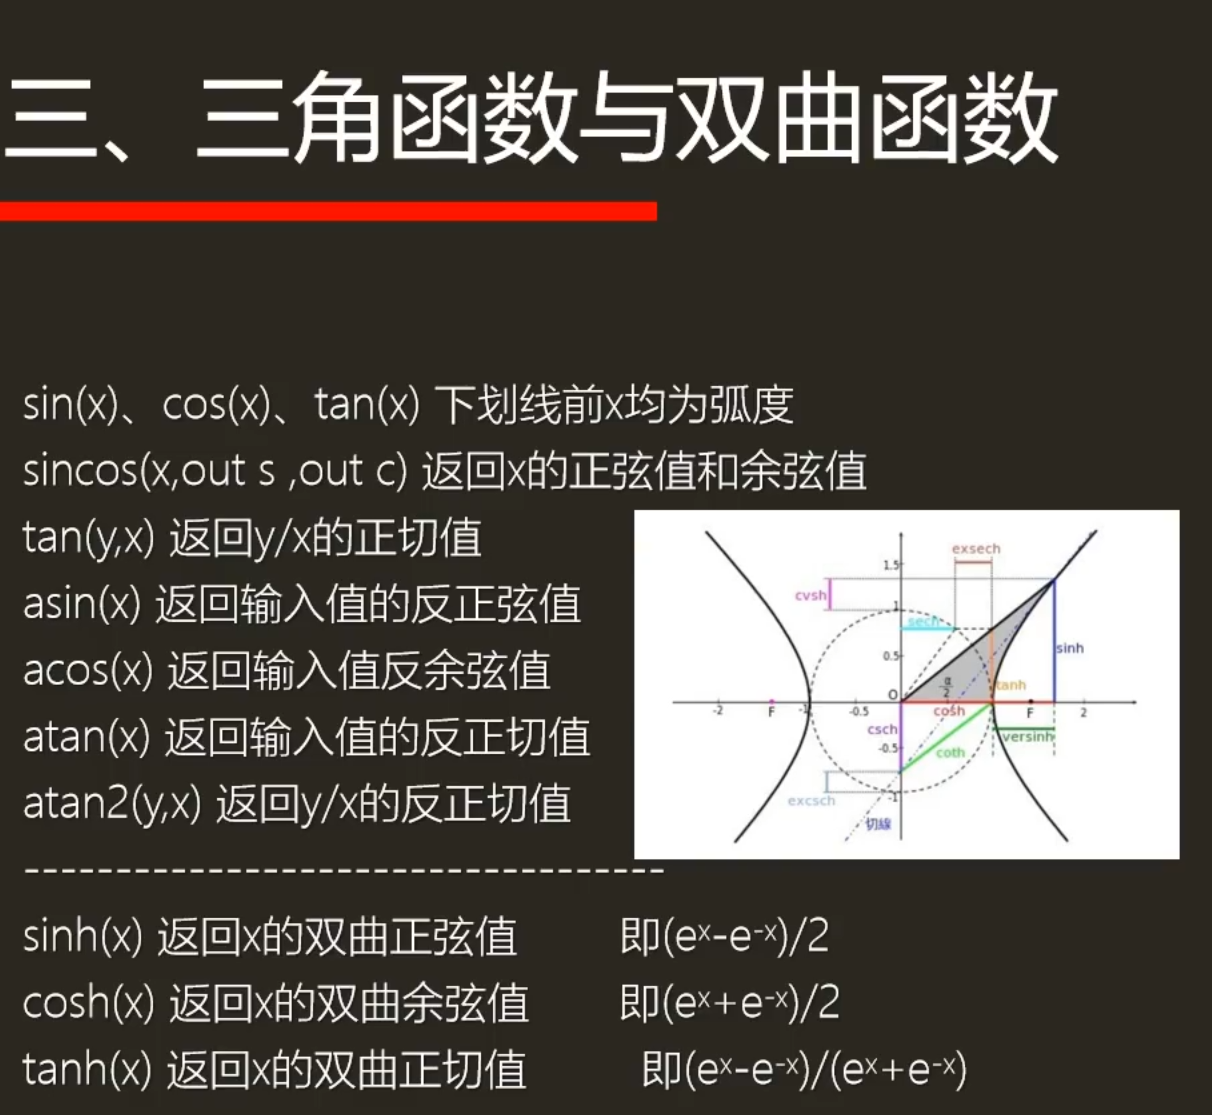 三、三角函数与双曲函数
sin(x)、cos(x)、tan(x) 下划线前x均为弧度
sincos(x,out s ,out c) 返回x的正弦值和余弦值
tan(y,x) 返回y/x的正切值
asin(x) 返回输入值的反正弦值
acos(x) 返回输入值反余弦值
atan(x) 返回输入值的反正切值
atan2(y,x) 返回y/x的反正切值
-----------------------------------
sinh(x) 返回x的双曲正弦值 即(eˣ-e⁻ˣ)/2
cosh(x) 返回x的双曲余弦值 即(eˣ+e⁻ˣ)/2
tanh(x) 返回x的双曲正切值 即(eˣ-e⁻ˣ)/(eˣ+e⁻ˣ)
exsech
1.5
cvsh
1
sech
0.5
sinh
α/2
tanh
O
-2
F
-1
-0.5
cosh
F
2
csch
versinh
-0.5
coth
excsch
-1
切線